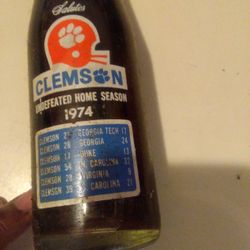 Salutes
CLEMSON
UNDEFEATED HOME SEASON
1974
CLEMSON 21 GEORGIA TECH 17
CLEMSON 28 GEORGIA 24
CLEMSON 17 DUKE 13
CLEMSON 54 N. CAROLINA 32
CLEMSON 28 VIRGINIA 9
CLEMSON 39 S. CAROLINA 21